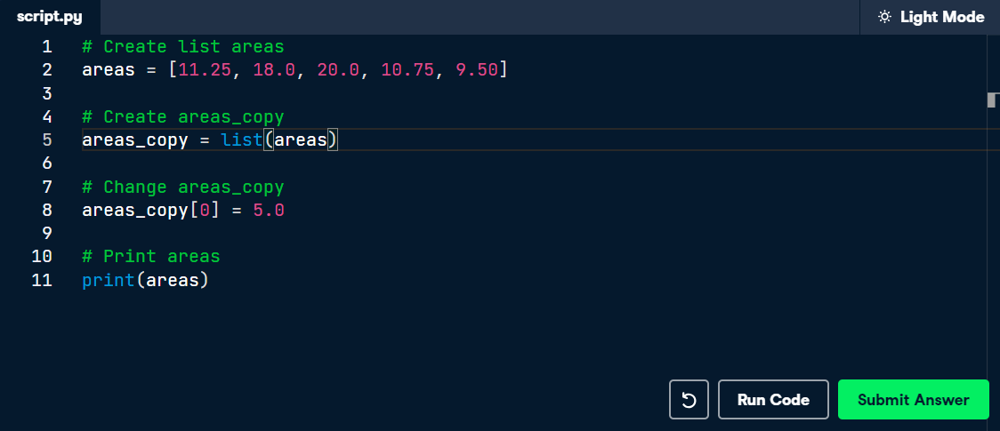 script.py
Light Mode
1 # Create list areas
2 areas = [11.25, 18.0, 20.0, 10.75, 9.50]
3
4 # Create areas_copy
5 areas_copy = list(areas)
6
7 # Change areas_copy
8 areas_copy[0] = 5.0
9
10 # Print areas
11 print(areas)
Run Code
Submit Answer